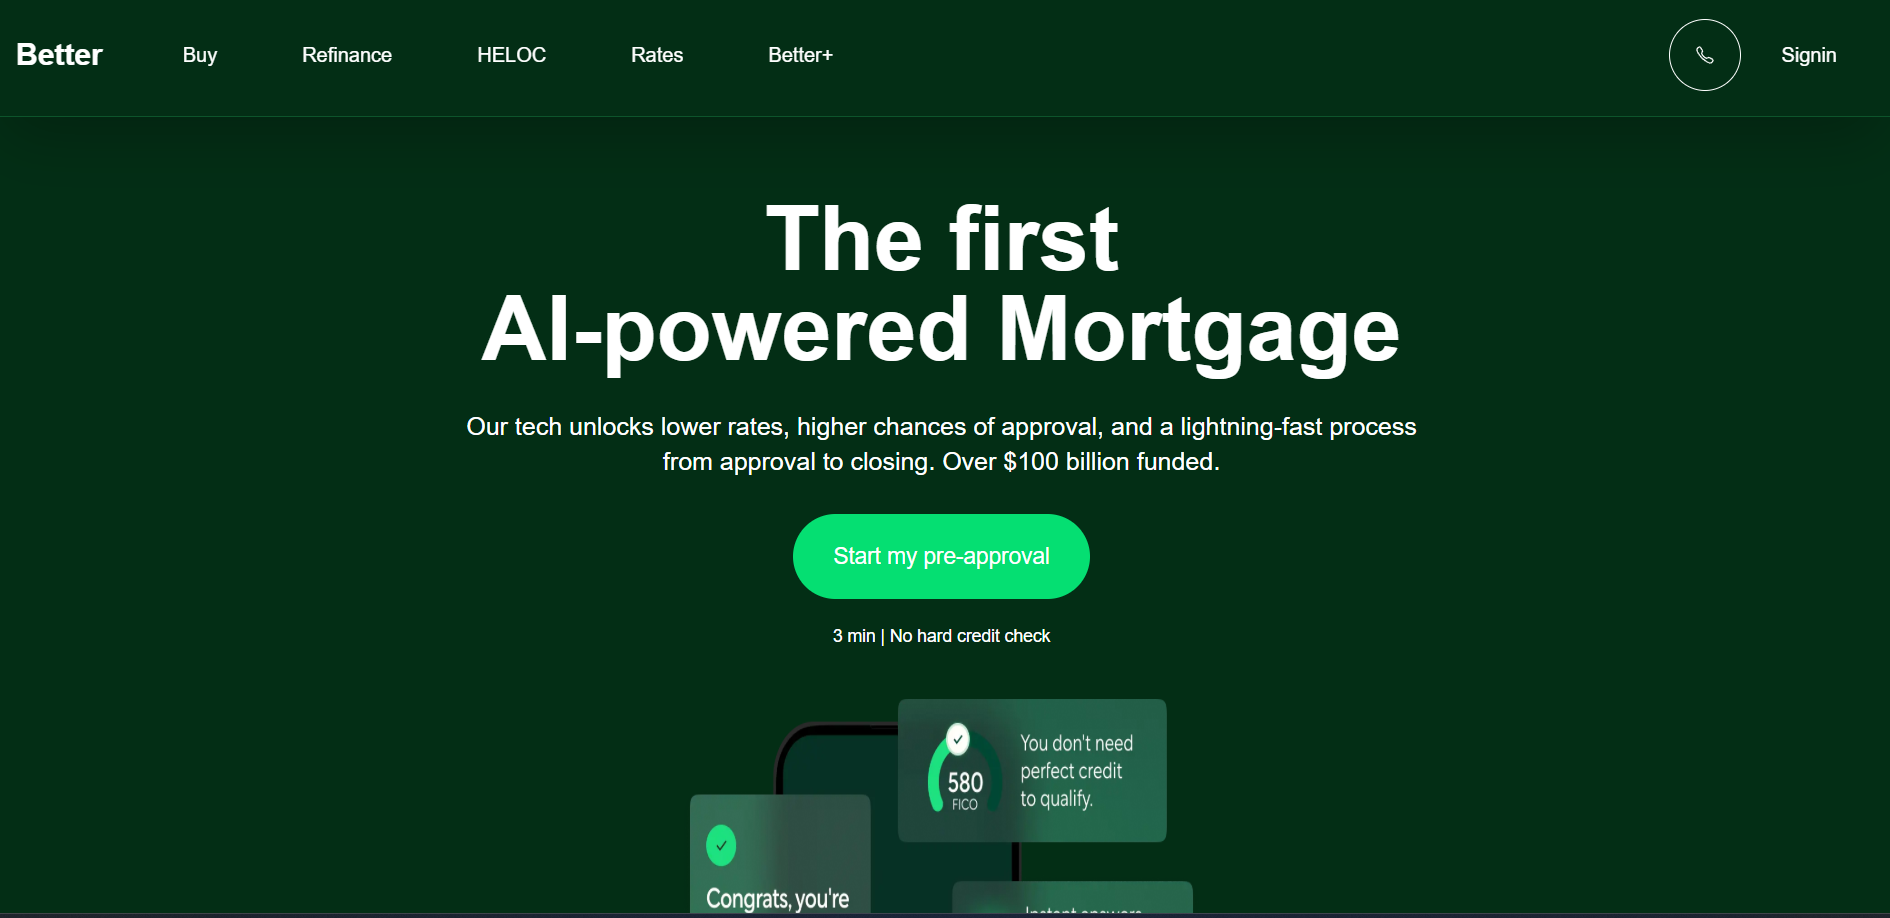 Better
Buy
Refinance
HELOC
Rates
Better+
Signin
The first
AI-powered Mortgage
Our tech unlocks lower rates, higher chances of approval, and a lightning-fast process
from approval to closing. Over $100 billion funded.
Start my pre-approval
3 min | No hard credit check
580
FICO
You don't need
perfect credit
to qualify.
Congrats, you're
Instant answers